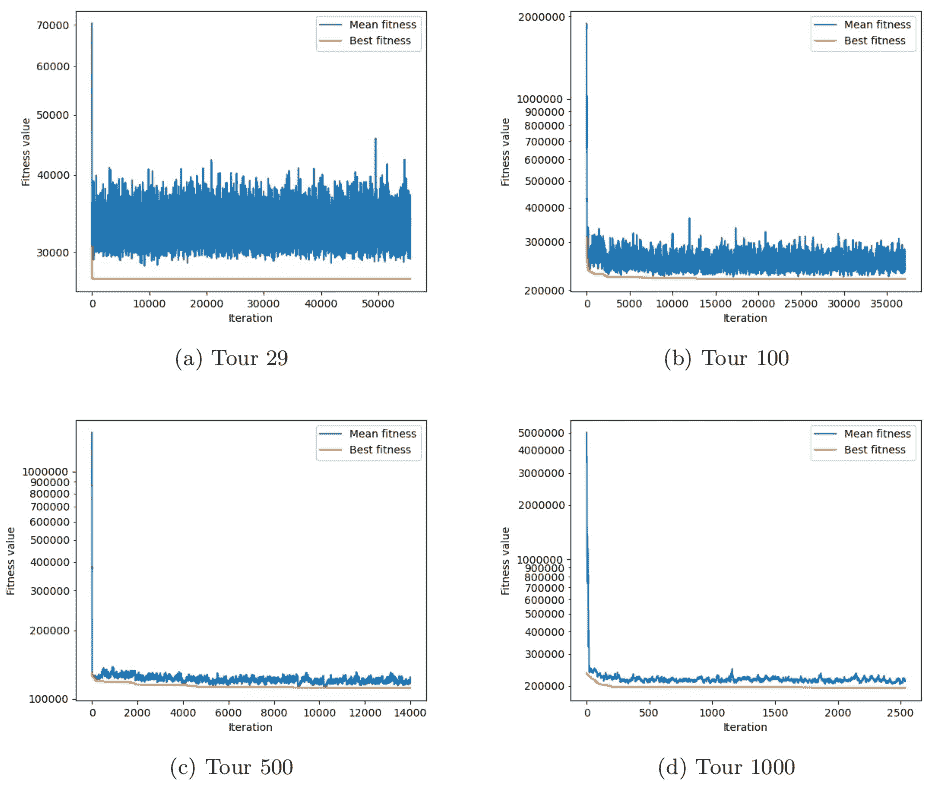 Mean fitness
Best fitness
70000
60000
50000
40000
30000
Fitness value
0 10000 20000 30000 40000 50000
Iteration
(a) Tour 29
Mean fitness
Best fitness
2000000
1000000
900000
800000
700000
600000
500000
400000
300000
200000
Fitness value
0 5000 10000 15000 20000 25000 30000 35000
Iteration
(b) Tour 100
Mean fitness
Best fitness
1000000
900000
800000
700000
600000
500000
400000
300000
200000
100000
Fitness value
0 2000 4000 6000 8000 10000 12000 14000
Iteration
(c) Tour 500
Mean fitness
Best fitness
5000000
4000000
3000000
2000000
1000000
900000
800000
700000
600000
500000
400000
300000
200000
Fitness value
0 500 1000 1500 2000 2500
Iteration
(d) Tour 1000